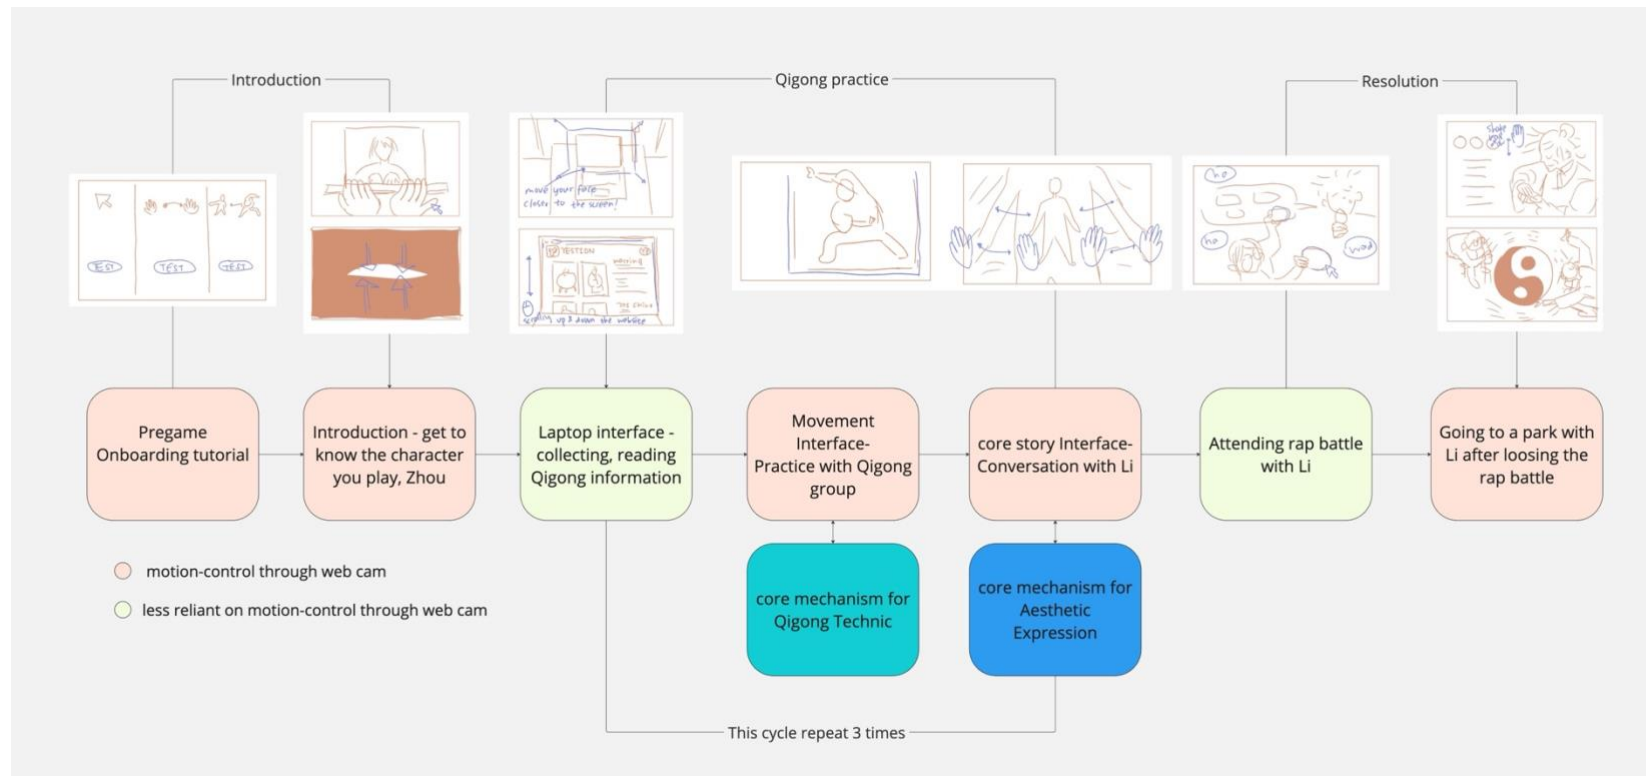 Introduction
Qigong practice
Resolution
TEST
TEST
move your face
closer to the screen!
scrolling up & down the website
ho
ho
Pregame
Onboarding tutorial
Introduction - get to
know the character
you play, Zhou
Laptop interface -
collecting, reading
Qigong information
Movement
Interface-
Practice with Qigong
group
core story Interface-
Conversation with Li
Attending rap battle
with Li
Going to a park with
Li after loosing the
rap battle
core mechanism for
Qigong Technic
core mechanism for
Aesthetic
Expression
motion-control through web cam
less reliant on motion-control through web cam
This cycle repeat 3 times